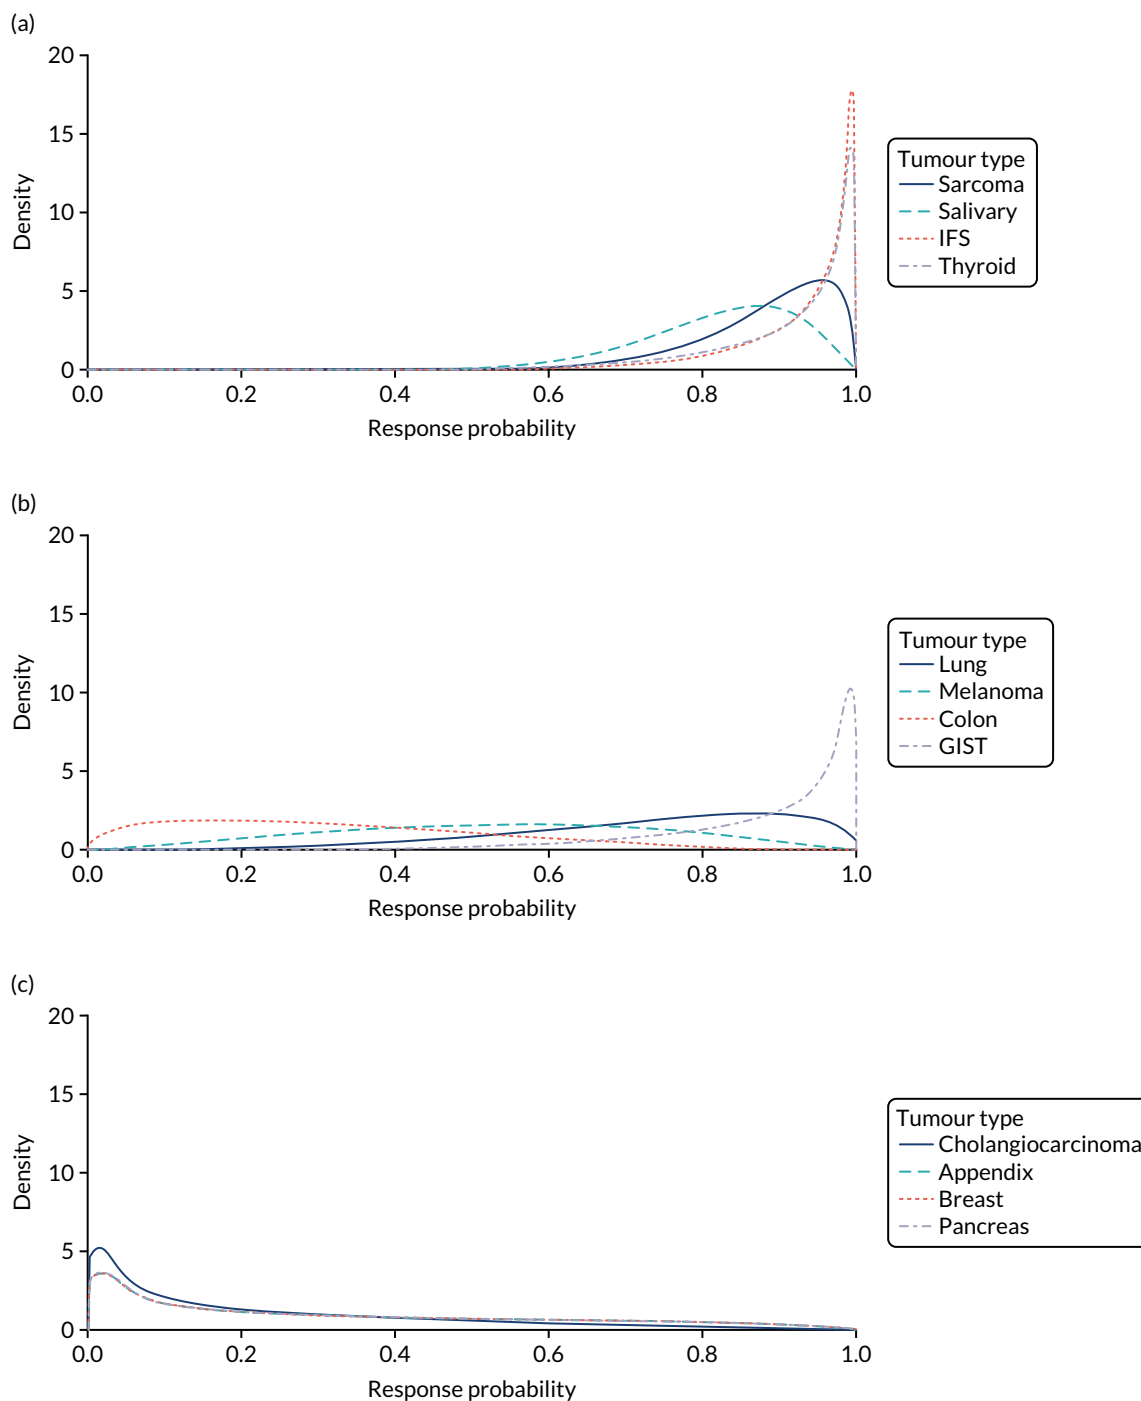 (a)
20
15
10
5
0
Density
0.0 0.2 0.4 0.6 0.8 1.0
Response probability
Tumour type
Sarcoma
Salivary
IFS
Thyroid
(b)
20
15
10
5
0
Density
0.0 0.2 0.4 0.6 0.8 1.0
Response probability
Tumour type
Lung
Melanoma
Colon
GIST
(c)
20
15
10
5
0
Density
0.0 0.2 0.4 0.6 0.8 1.0
Response probability
Tumour type
Cholangiocarcinoma
Appendix
Breast
Pancreas